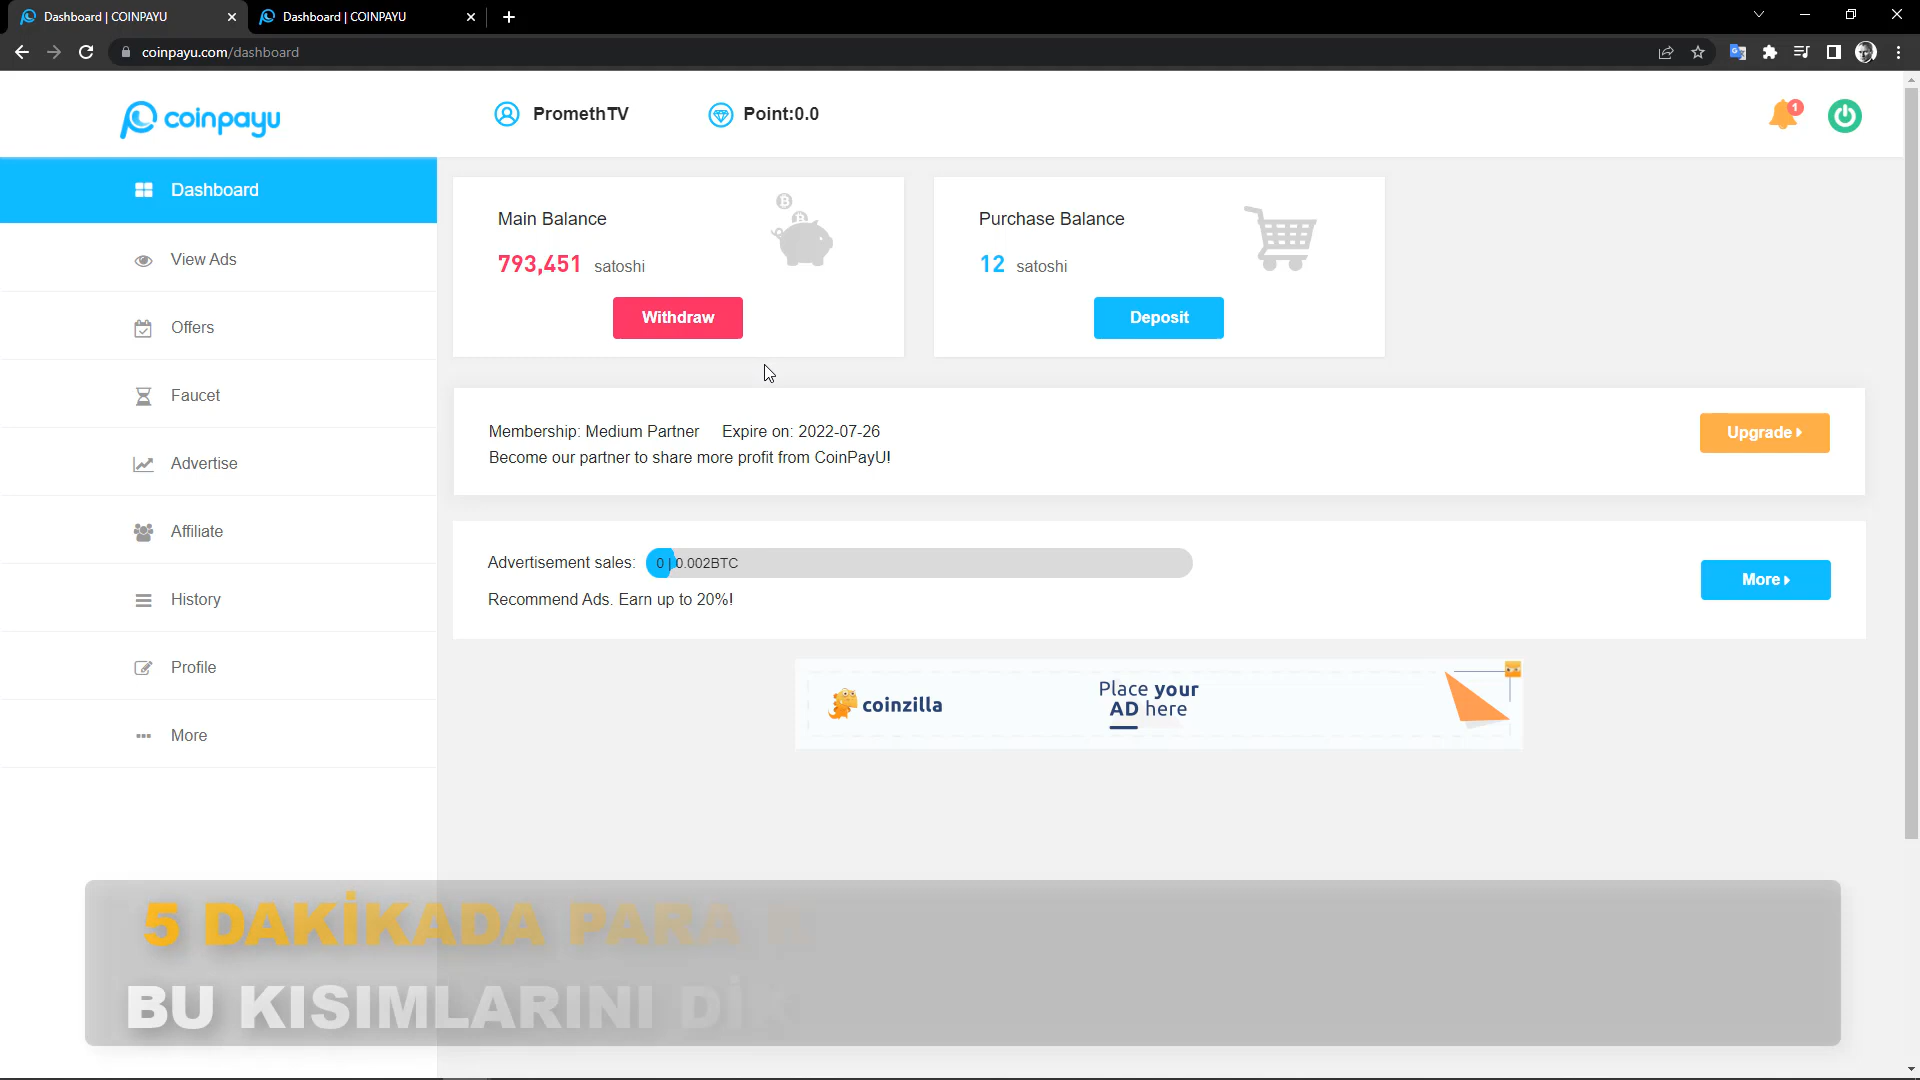 Dashboard | COINPAYU
Dashboard | COINPAYU
coinpayu.com/dashboard
coinpayu
PromethTV
Point:0.0
1
Dashboard
View Ads
Offers
Faucet
Advertise
Affiliate
History
Profile
More
Main Balance
793,451 satoshi
Withdraw
Purchase Balance
12 satoshi
Deposit
Membership: Medium Partner Expire on: 2022-07-26
Become our partner to share more profit from CoinPayU!
Upgrade
Advertisement sales: 0 | 0.002BTC
Recommend Ads. Earn up to 20%!
More
coinzilla
Place your
AD here
5 DAKİKADA PARA
BU KISIMLARINI